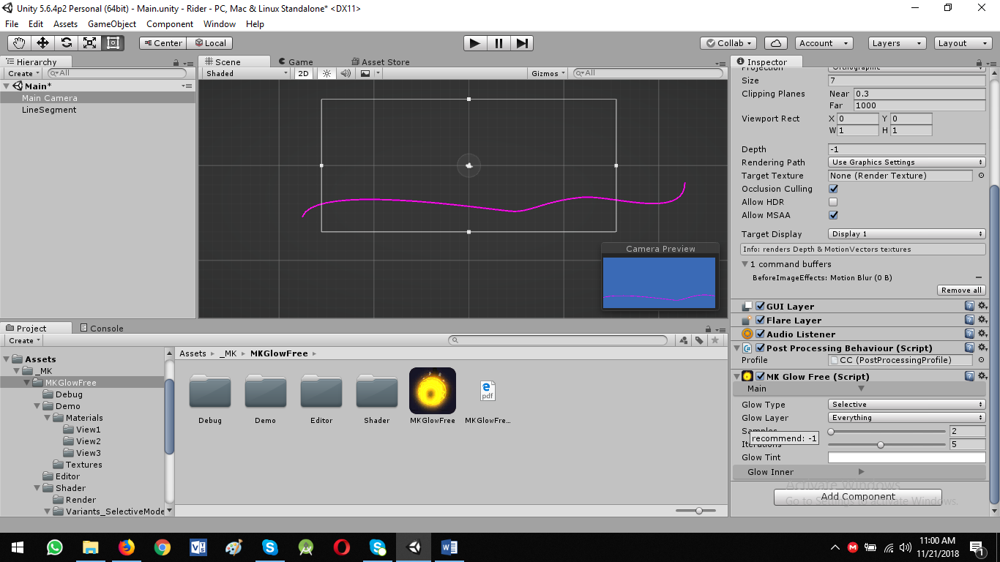 Unity 5.6.4p2 Personal (64bit) - Main.unity - Rider - PC, Mac & Linux Standalone* <DX11>
File Edit Assets GameObject Component Window Help
Center Local Collab Account Layers Layout
Hierarchy
Create All
Main*
Main Camera
LineSegment
Scene Game Asset Store
Shaded 2D Gizmos All
Camera Preview
Inspector
Projection Orthographic
Size 7
Clipping Planes Near 0.3
Far 1000
Viewport Rect X 0 Y 0
W 1 H 1
Depth -1
Rendering Path Use Graphics Settings
Target Texture None (Render Texture)
Occlusion Culling
Allow HDR
Allow MSAA
Target Display Display 1
Info: renders Depth & MotionVectors textures
1 command buffers
BeforeImageEffects: Motion Blur (0 B)
Remove all
GUI Layer
Flare Layer
Audio Listener
Post Processing Behaviour (Script)
Profile CC (PostProcessingProfile)
MK Glow Free (Script)
Main
Glow Type Selective
Glow Layer Everything
Samples 2
recommend: -1
Iterations 5
Glow Tint
Glow Inner
Add Component
Activate Windows
Go to Settings to activate Windows.
Project Console
Create
Assets
_MK
MKGlowFree
Debug
Demo
Materials
View1
View2
View3
Textures
Editor
Shader
Render
Variants_SelectiveMode
Assets _MK MKGlowFree
Debug Demo Editor Shader MKGlowFree MKGlowFre...
pdf
11:00 AM
11/21/2018
1